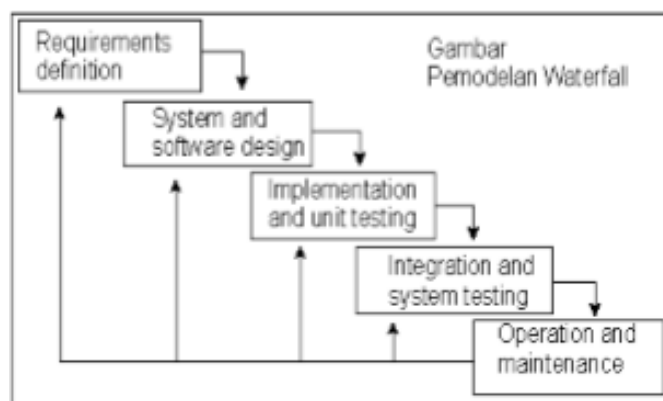 Requirements
definition
Gambar
Pemodelan Waterfall
System and
software design
Implementation
and unit testing
Integration and
system testing
Operation and
maintenance